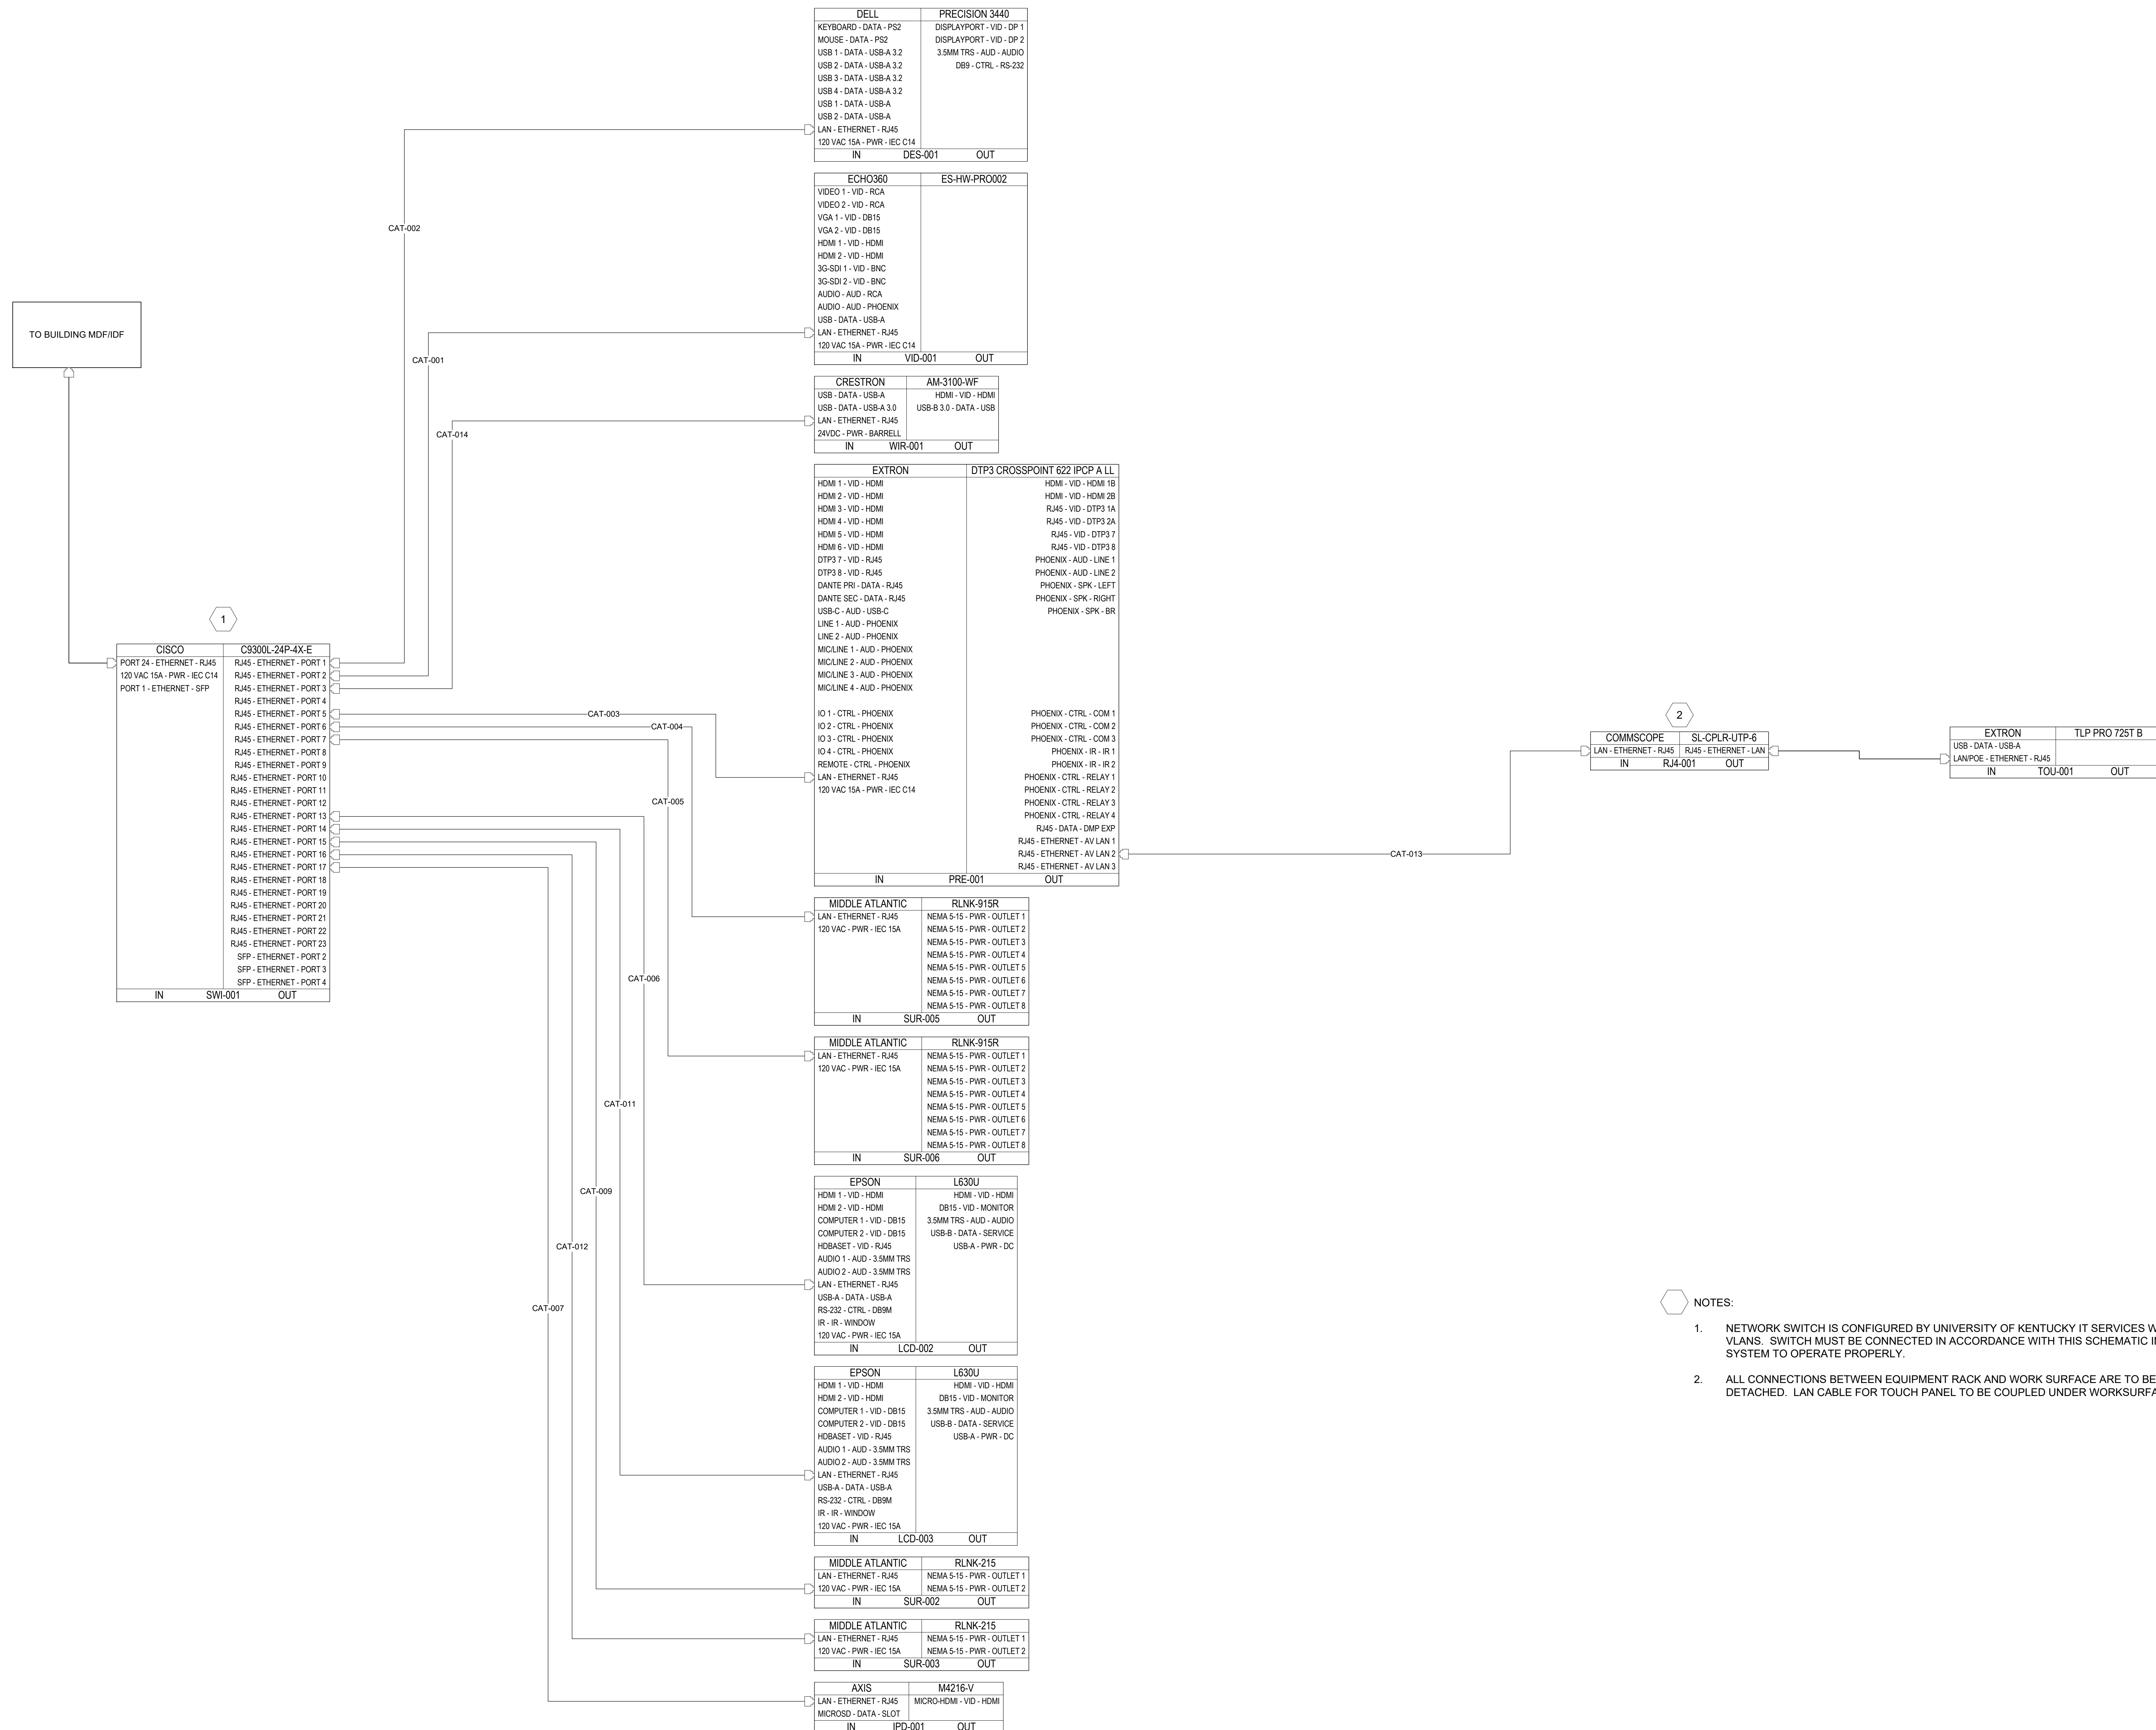 DELL PRECISION 3440
KEYBOARD - DATA - PS2 DISPLAYPORT - VID - DP 1
MOUSE - DATA - PS2 DISPLAYPORT - VID - DP 2
USB 1 - DATA - USB-A 3.2 3.5MM TRS - AUD - AUDIO
USB 2 - DATA - USB-A 3.2 DB9 - CTRL - RS-232
USB 3 - DATA - USB-A 3.2
USB 4 - DATA - USB-A 3.2
USB 1 - DATA - USB-A
USB 2 - DATA - USB-A
LAN - ETHERNET - RJ45
120 VAC 15A - PWR - IEC C14
IN DES-001 OUT
ECHO360 ES-HW-PRO002
VIDEO 1 - VID - RCA
VIDEO 2 - VID - RCA
VGA 1 - VID - DB15
VGA 2 - VID - DB15
HDMI 1 - VID - HDMI
HDMI 2 - VID - HDMI
3G-SDI 1 - VID - BNC
3G-SDI 2 - VID - BNC
AUDIO - AUD - RCA
AUDIO - AUD - PHOENIX
USB - DATA - USB-A
LAN - ETHERNET - RJ45
120 VAC 15A - PWR - IEC C14
IN VID-001 OUT
CRESTRON AM-3100-WF
USB - DATA - USB-A HDMI - VID - HDMI
USB - DATA - USB-A 3.0 USB-B 3.0 - DATA - USB
LAN - ETHERNET - RJ45
24VDC - PWR - BARRELL
IN WIR-001 OUT
EXTRON DTP3 CROSSPOINT 622 IPCP A LL
HDMI 1 - VID - HDMI HDMI - VID - HDMI 1B
HDMI 2 - VID - HDMI HDMI - VID - HDMI 2B
HDMI 3 - VID - HDMI RJ45 - VID - DTP3 1A
HDMI 4 - VID - HDMI RJ45 - VID - DTP3 2A
HDMI 5 - VID - HDMI RJ45 - VID - DTP3 7
HDMI 6 - VID - HDMI RJ45 - VID - DTP3 8
DTP3 7 - VID - RJ45 PHOENIX - AUD - LINE 1
DTP3 8 - VID - RJ45 PHOENIX - AUD - LINE 2
DANTE PRI - DATA - RJ45 PHOENIX - SPK - LEFT
DANTE SEC - DATA - RJ45 PHOENIX - SPK - RIGHT
USB-C - AUD - USB-C PHOENIX - SPK - BR
LINE 1 - AUD - PHOENIX
LINE 2 - AUD - PHOENIX
MIC/LINE 1 - AUD - PHOENIX
MIC/LINE 2 - AUD - PHOENIX
MIC/LINE 3 - AUD - PHOENIX
MIC/LINE 4 - AUD - PHOENIX
IO 1 - CTRL - PHOENIX PHOENIX - CTRL - COM 1
IO 2 - CTRL - PHOENIX PHOENIX - CTRL - COM 2
IO 3 - CTRL - PHOENIX PHOENIX - CTRL - COM 3
IO 4 - CTRL - PHOENIX PHOENIX - IR - IR 1
REMOTE - CTRL - PHOENIX PHOENIX - IR - IR 2
LAN - ETHERNET - RJ45 PHOENIX - CTRL - RELAY 1
120 VAC 15A - PWR - IEC C14 PHOENIX - CTRL - RELAY 2
PHOENIX - CTRL - RELAY 3
PHOENIX - CTRL - RELAY 4
RJ45 - DATA - DMP EXP
RJ45 - ETHERNET - AV LAN 1
RJ45 - ETHERNET - AV LAN 2
RJ45 - ETHERNET - AV LAN 3
IN PRE-001 OUT
MIDDLE ATLANTIC RLNK-915R
LAN - ETHERNET - RJ45 NEMA 5-15 - PWR - OUTLET 1
120 VAC - PWR - IEC 15A NEMA 5-15 - PWR - OUTLET 2
NEMA 5-15 - PWR - OUTLET 3
NEMA 5-15 - PWR - OUTLET 4
NEMA 5-15 - PWR - OUTLET 5
NEMA 5-15 - PWR - OUTLET 6
NEMA 5-15 - PWR - OUTLET 7
NEMA 5-15 - PWR - OUTLET 8
IN SUR-005 OUT
MIDDLE ATLANTIC RLNK-915R
LAN - ETHERNET - RJ45 NEMA 5-15 - PWR - OUTLET 1
120 VAC - PWR - IEC 15A NEMA 5-15 - PWR - OUTLET 2
NEMA 5-15 - PWR - OUTLET 3
NEMA 5-15 - PWR - OUTLET 4
NEMA 5-15 - PWR - OUTLET 5
NEMA 5-15 - PWR - OUTLET 6
NEMA 5-15 - PWR - OUTLET 7
NEMA 5-15 - PWR - OUTLET 8
IN SUR-006 OUT
EPSON L630U
HDMI 1 - VID - HDMI HDMI - VID - HDMI
HDMI 2 - VID - HDMI DB15 - VID - MONITOR
COMPUTER 1 - VID - DB15 3.5MM TRS - AUD - AUDIO
COMPUTER 2 - VID - DB15 USB-B - DATA - SERVICE
HDBASET - VID - RJ45 USB-A - PWR - DC
AUDIO 1 - AUD - 3.5MM TRS
AUDIO 2 - AUD - 3.5MM TRS
LAN - ETHERNET - RJ45
USB-A - DATA - USB-A
RS-232 - CTRL - DB9M
IR - IR - WINDOW
120 VAC - PWR - IEC 15A
IN LCD-002 OUT
EPSON L630U
HDMI 1 - VID - HDMI HDMI - VID - HDMI
HDMI 2 - VID - HDMI DB15 - VID - MONITOR
COMPUTER 1 - VID - DB15 3.5MM TRS - AUD - AUDIO
COMPUTER 2 - VID - DB15 USB-B - DATA - SERVICE
HDBASET - VID - RJ45 USB-A - PWR - DC
AUDIO 1 - AUD - 3.5MM TRS
AUDIO 2 - AUD - 3.5MM TRS
LAN - ETHERNET - RJ45
USB-A - DATA - USB-A
RS-232 - CTRL - DB9M
IR - IR - WINDOW
120 VAC - PWR - IEC 15A
IN LCD-003 OUT
MIDDLE ATLANTIC RLNK-215
LAN - ETHERNET - RJ45 NEMA 5-15 - PWR - OUTLET 1
120 VAC - PWR - IEC 15A NEMA 5-15 - PWR - OUTLET 2
IN SUR-002 OUT
MIDDLE ATLANTIC RLNK-215
LAN - ETHERNET - RJ45 NEMA 5-15 - PWR - OUTLET 1
120 VAC - PWR - IEC 15A NEMA 5-15 - PWR - OUTLET 2
IN SUR-003 OUT
AXIS M4216-V
LAN - ETHERNET - RJ45 MICRO-HDMI - VID - HDMI
MICROSD - DATA - SLOT
IN IPD-001 OUT
TO BUILDING MDF/IDF
1
CISCO C9300L-24P-4X-E
PORT 24 - ETHERNET - RJ45 RJ45 - ETHERNET - PORT 1
120 VAC 15A - PWR - IEC C14 RJ45 - ETHERNET - PORT 2
PORT 1 - ETHERNET - SFP RJ45 - ETHERNET - PORT 3
RJ45 - ETHERNET - PORT 4
RJ45 - ETHERNET - PORT 5
RJ45 - ETHERNET - PORT 6
RJ45 - ETHERNET - PORT 7
RJ45 - ETHERNET - PORT 8
RJ45 - ETHERNET - PORT 9
RJ45 - ETHERNET - PORT 10
RJ45 - ETHERNET - PORT 11
RJ45 - ETHERNET - PORT 12
RJ45 - ETHERNET - PORT 13
RJ45 - ETHERNET - PORT 14
RJ45 - ETHERNET - PORT 15
RJ45 - ETHERNET - PORT 16
RJ45 - ETHERNET - PORT 17
RJ45 - ETHERNET - PORT 18
RJ45 - ETHERNET - PORT 19
RJ45 - ETHERNET - PORT 20
RJ45 - ETHERNET - PORT 21
RJ45 - ETHERNET - PORT 22
RJ45 - ETHERNET - PORT 23
SFP - ETHERNET - PORT 2
SFP - ETHERNET - PORT 3
SFP - ETHERNET - PORT 4
IN SWI-001 OUT
CAT-002
CAT-001
CAT-014
CAT-003
CAT-004
CAT-005
CAT-006
CAT-011
CAT-009
CAT-012
CAT-007
CAT-013
2
COMMSCOPE SL-CPLR-UTP-6
LAN - ETHERNET - RJ45 RJ45 - ETHERNET - LAN
IN RJ4-001 OUT
EXTRON TLP PRO 725T B
USB - DATA - USB-A
LAN/POE - ETHERNET - RJ45
IN TOU-001 OUT
NOTES:
1. NETWORK SWITCH IS CONFIGURED BY UNIVERSITY OF KENTUCKY IT SERVICES
VLANS. SWITCH MUST BE CONNECTED IN ACCORDANCE WITH THIS SCHEMATIC
SYSTEM TO OPERATE PROPERLY.
2. ALL CONNECTIONS BETWEEN EQUIPMENT RACK AND WORK SURFACE ARE TO BE
DETACHED. LAN CABLE FOR TOUCH PANEL TO BE COUPLED UNDER